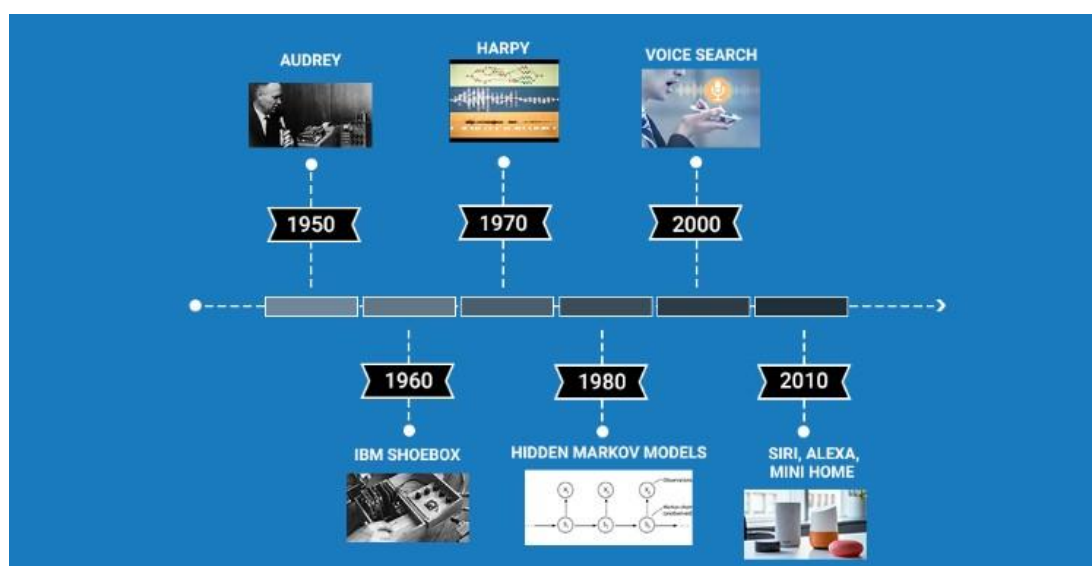 AUDREY
HARPY
VOICE SEARCH
1950
1970
2000
1960
1980
2010
IBM SHOEBOX
HIDDEN MARKOV MODELS
SIRI, ALEXA,
MINI HOME